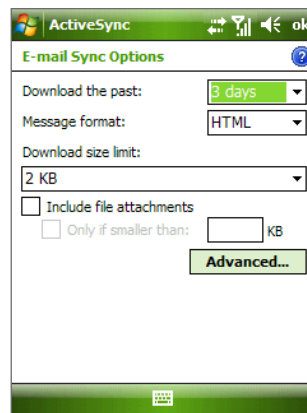 ActiveSync ok
E-mail Sync Options ?
Download the past: 3 days
Message format: HTML
Download size limit:
2 KB
Include file attachments
Only if smaller than: KB
Advanced...